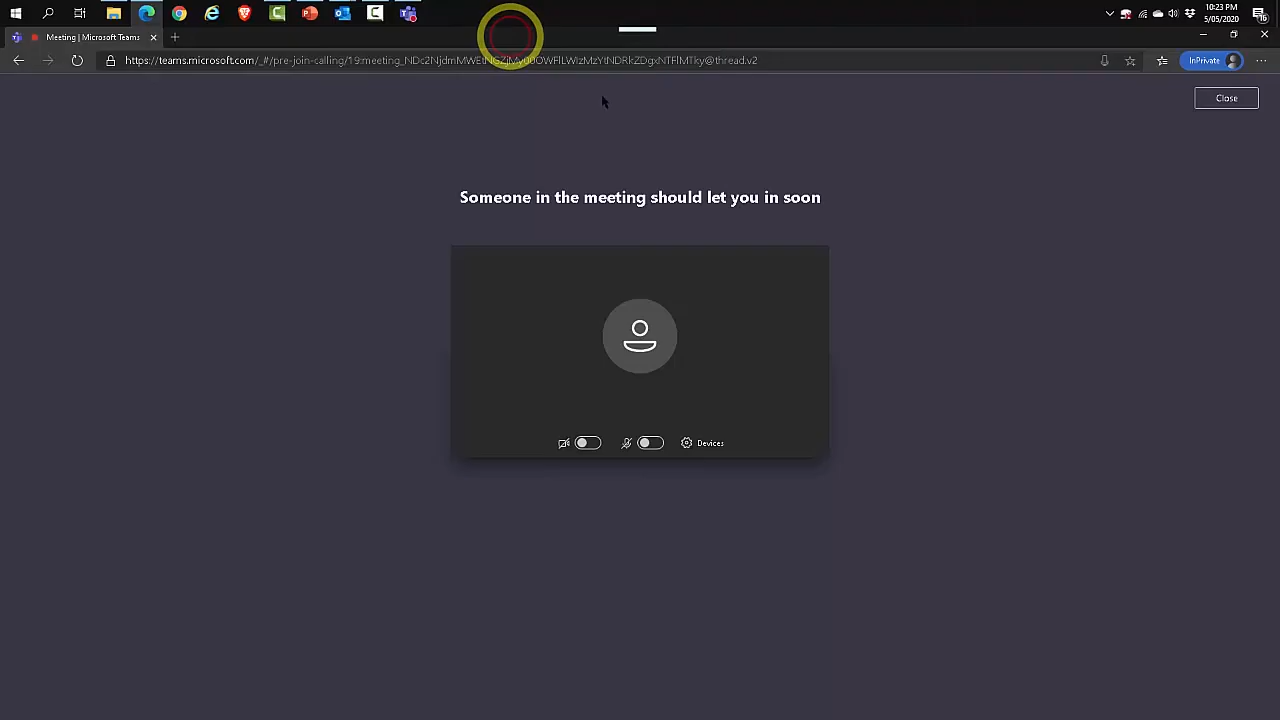 10:23 PM
5/05/2020
16
Meeting | Microsoft Teams
InPrivate
Close
Someone in the meeting should let you in soon
Devices